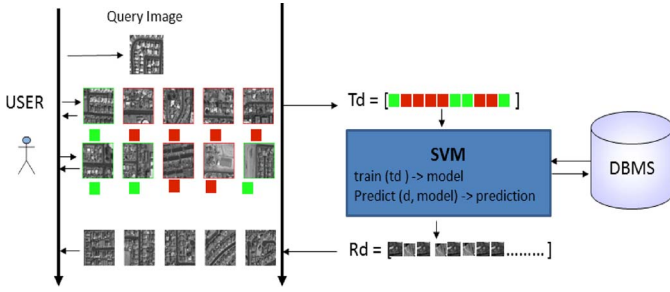 Query Image
USER
Td = [ ]
SVM
train (td ) -> model
Predict (d, model) -> prediction
DBMS
Rd = [ ......... ]